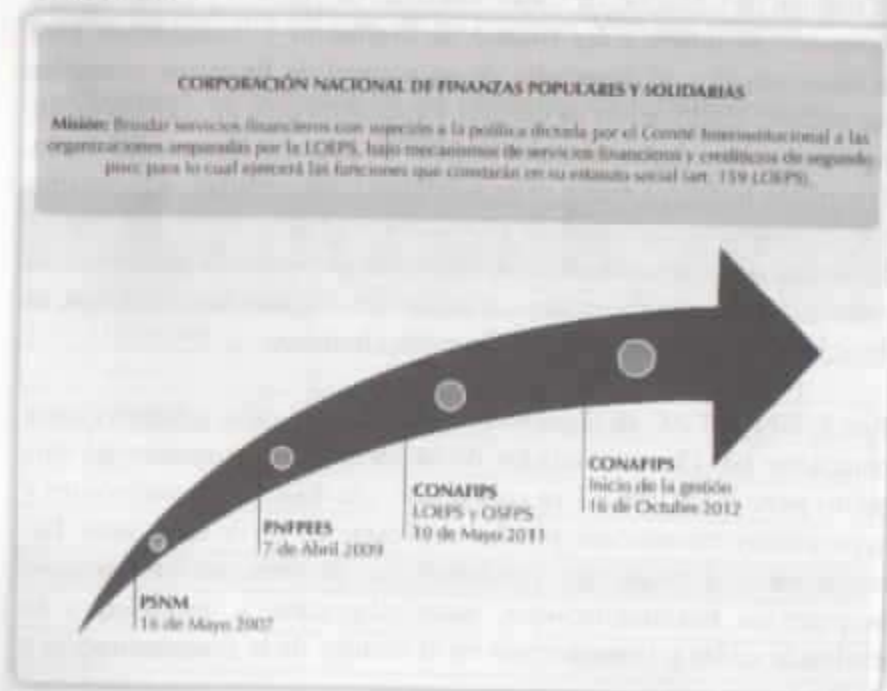 CORPORACIÓN NACIONAL DE FINANZAS POPULARES Y SOLIDARIAS
Misión: Brindar servicios financieros con sujeción a la política dictada por el Comité Interinstitucional a las
organizaciones amparadas por la LOEPS, bajo mecanismos de servicios financieros y crediticios de segundo
piso; para lo cual ejercerá las funciones que constarán en su estatuto social (art. 159 LOEPS).
CONAFIPS
Inicio de la gestión
16 de Octubre 2012
CONAFIPS
LOEPS y OSFPS
10 de Mayo 2011
PNFPEES
7 de Abril 2009
PSNM
16 de Mayo 2007